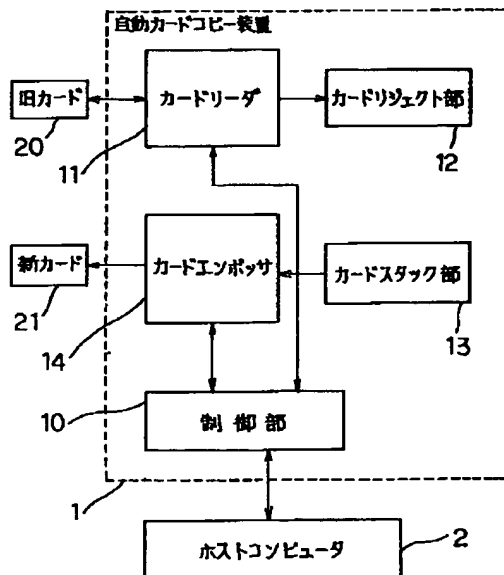 自動カードコピー装置
旧カード
カードリーダ
カードリジェクト部
20
11
12
新カード
カードエンボッサ
カードスタック部
21
14
13
10
制御部
1
ホストコンピュータ
2